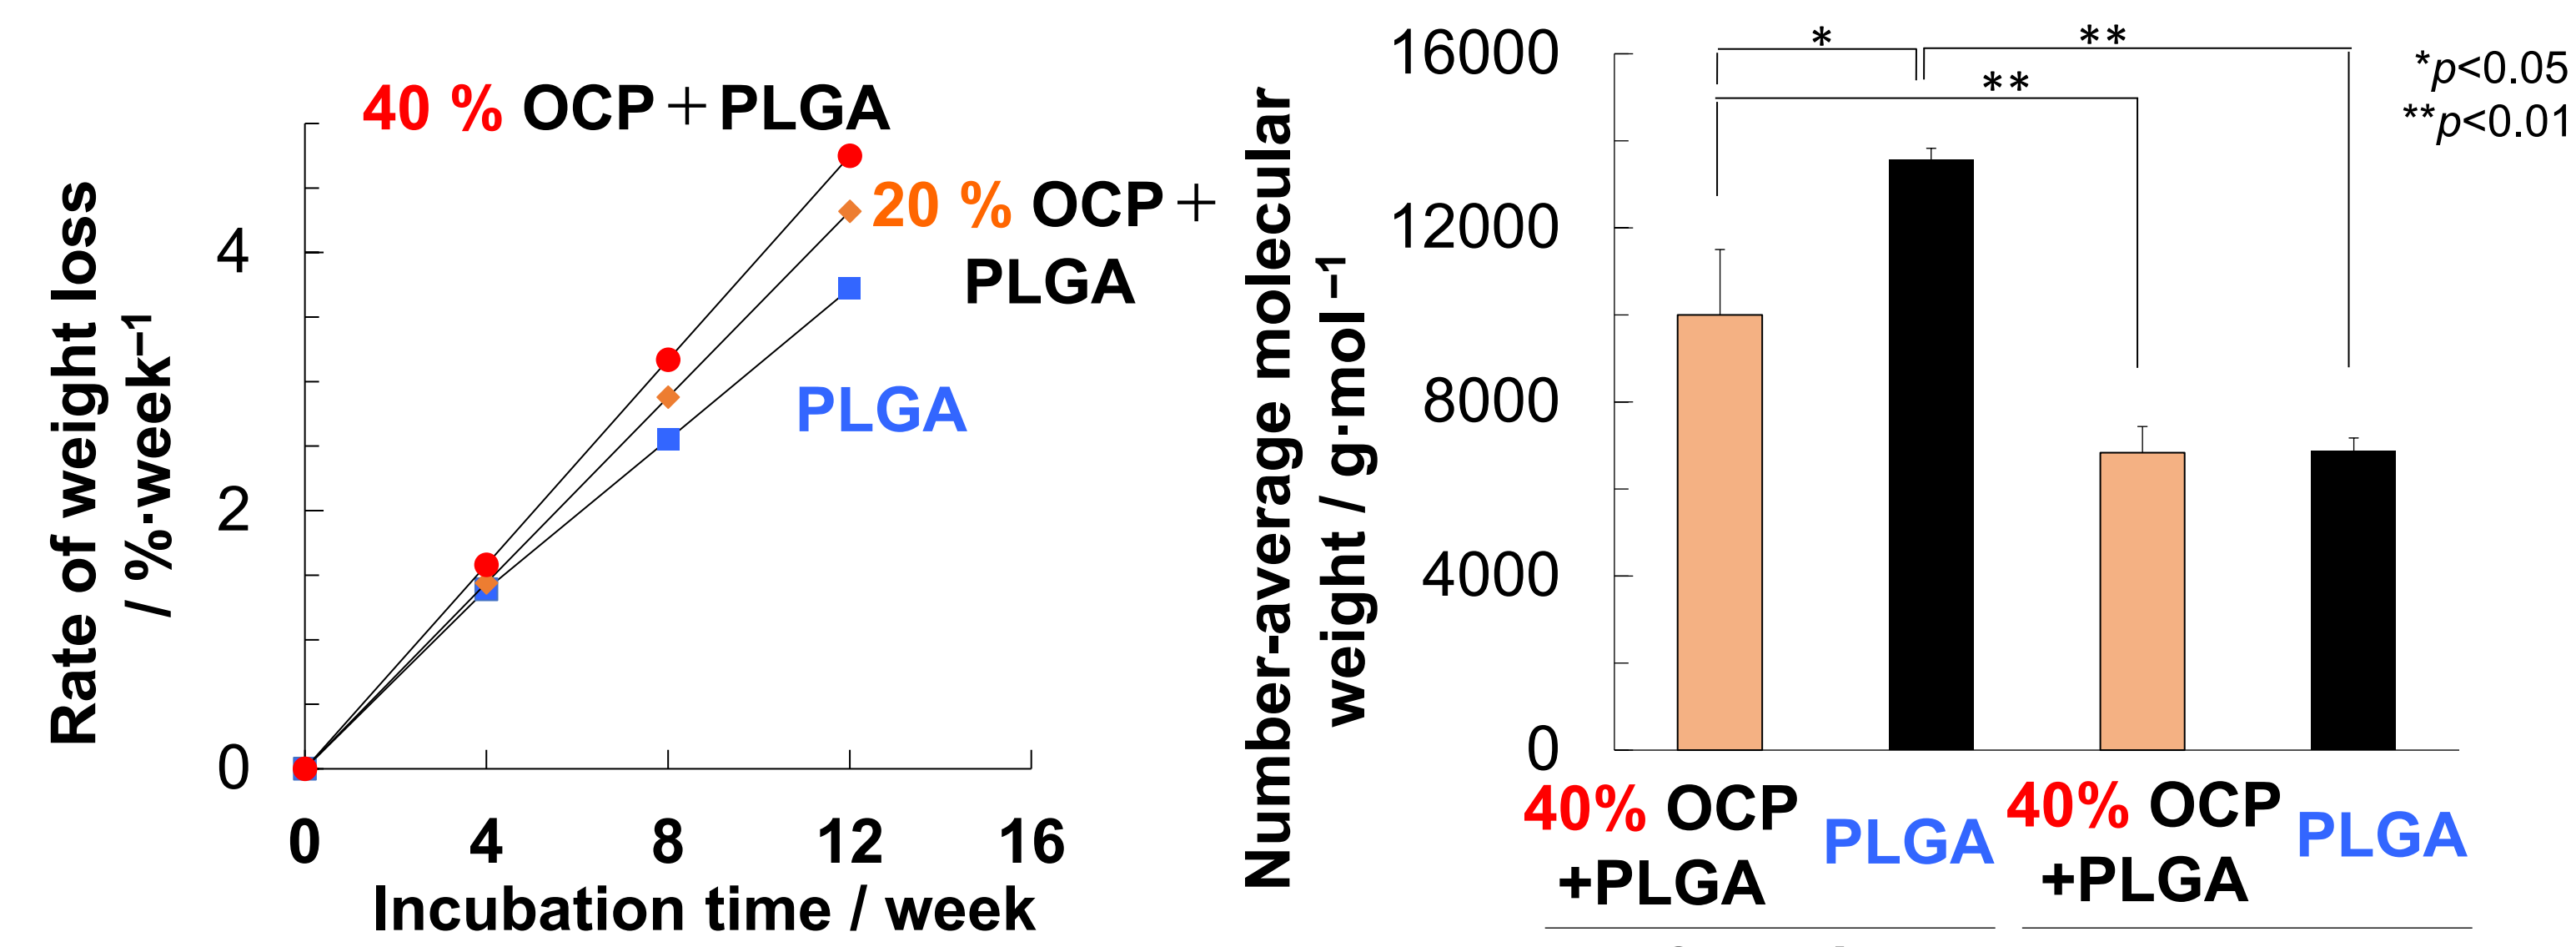 Rate of weight loss
/ %·week⁻¹
4
2
0
40 % OCP＋PLGA
20 % OCP＋
PLGA
PLGA
0 4 8 12 16
Incubation time / week
Number-average molecular
weight / g·mol⁻¹
16000
12000
8000
4000
0
*
**
**
*p<0.05
**p<0.01
40% OCP
+PLGA
PLGA
40% OCP
+PLGA
PLGA